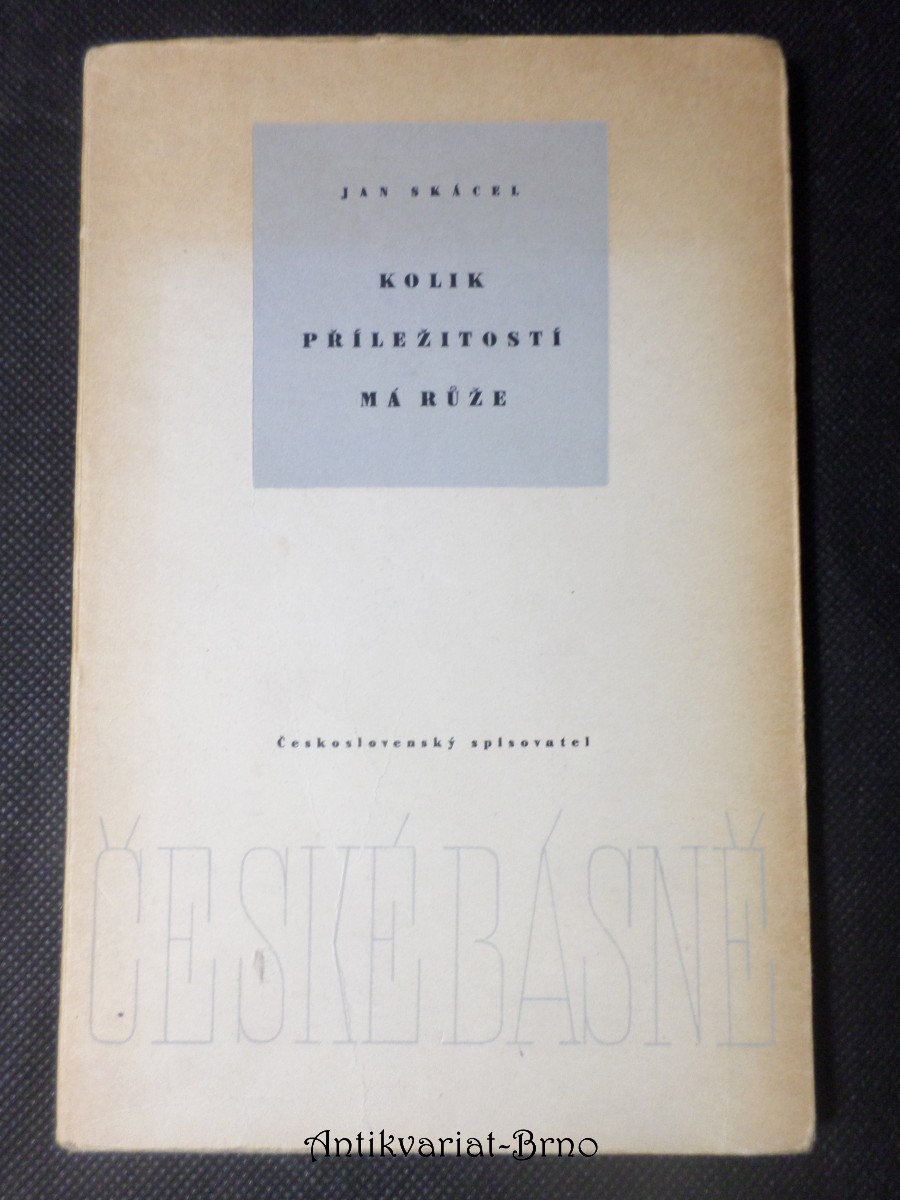 JAN SKÁCEL
KOLIK
PŘÍLEŽITOSTÍ
MÁ RŮŽE
Československý spisovatel
ČESKÉ BÁSNĚ
Antikvariat-Brno